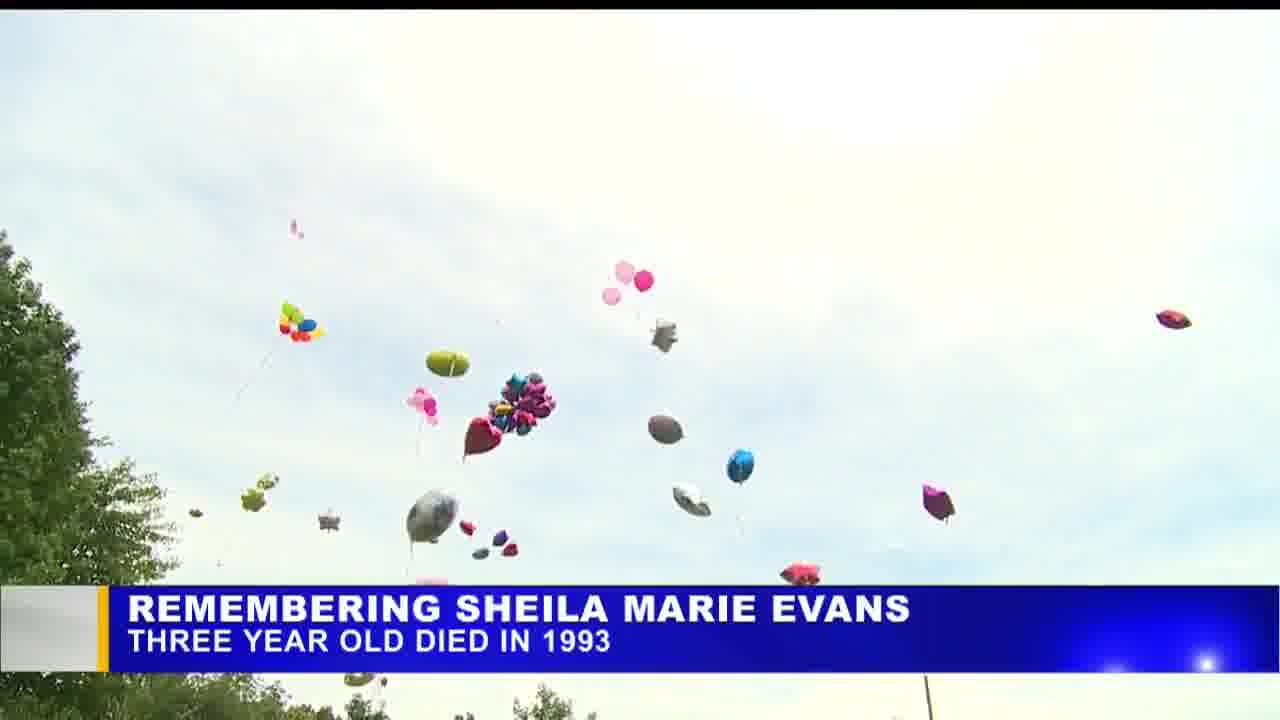 REMEMBERING SHEILA MARIE EVANS
THREE YEAR OLD DIED IN 1993